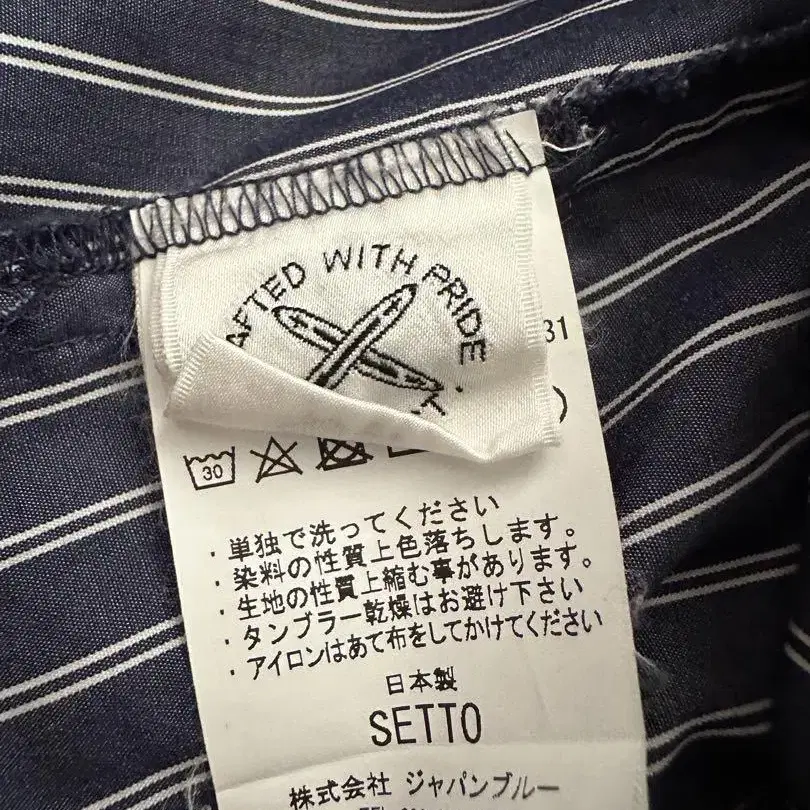 WITH PRIDE
31
30
・単独で洗ってください
・染料の性質上色落ちします。
・生地の性質上縮む事があります。
・タンブラー乾燥はお避け下さい
・アイロンはあて布をしてかけてください
日本製
SETTO
株式会社 ジャパンブルー